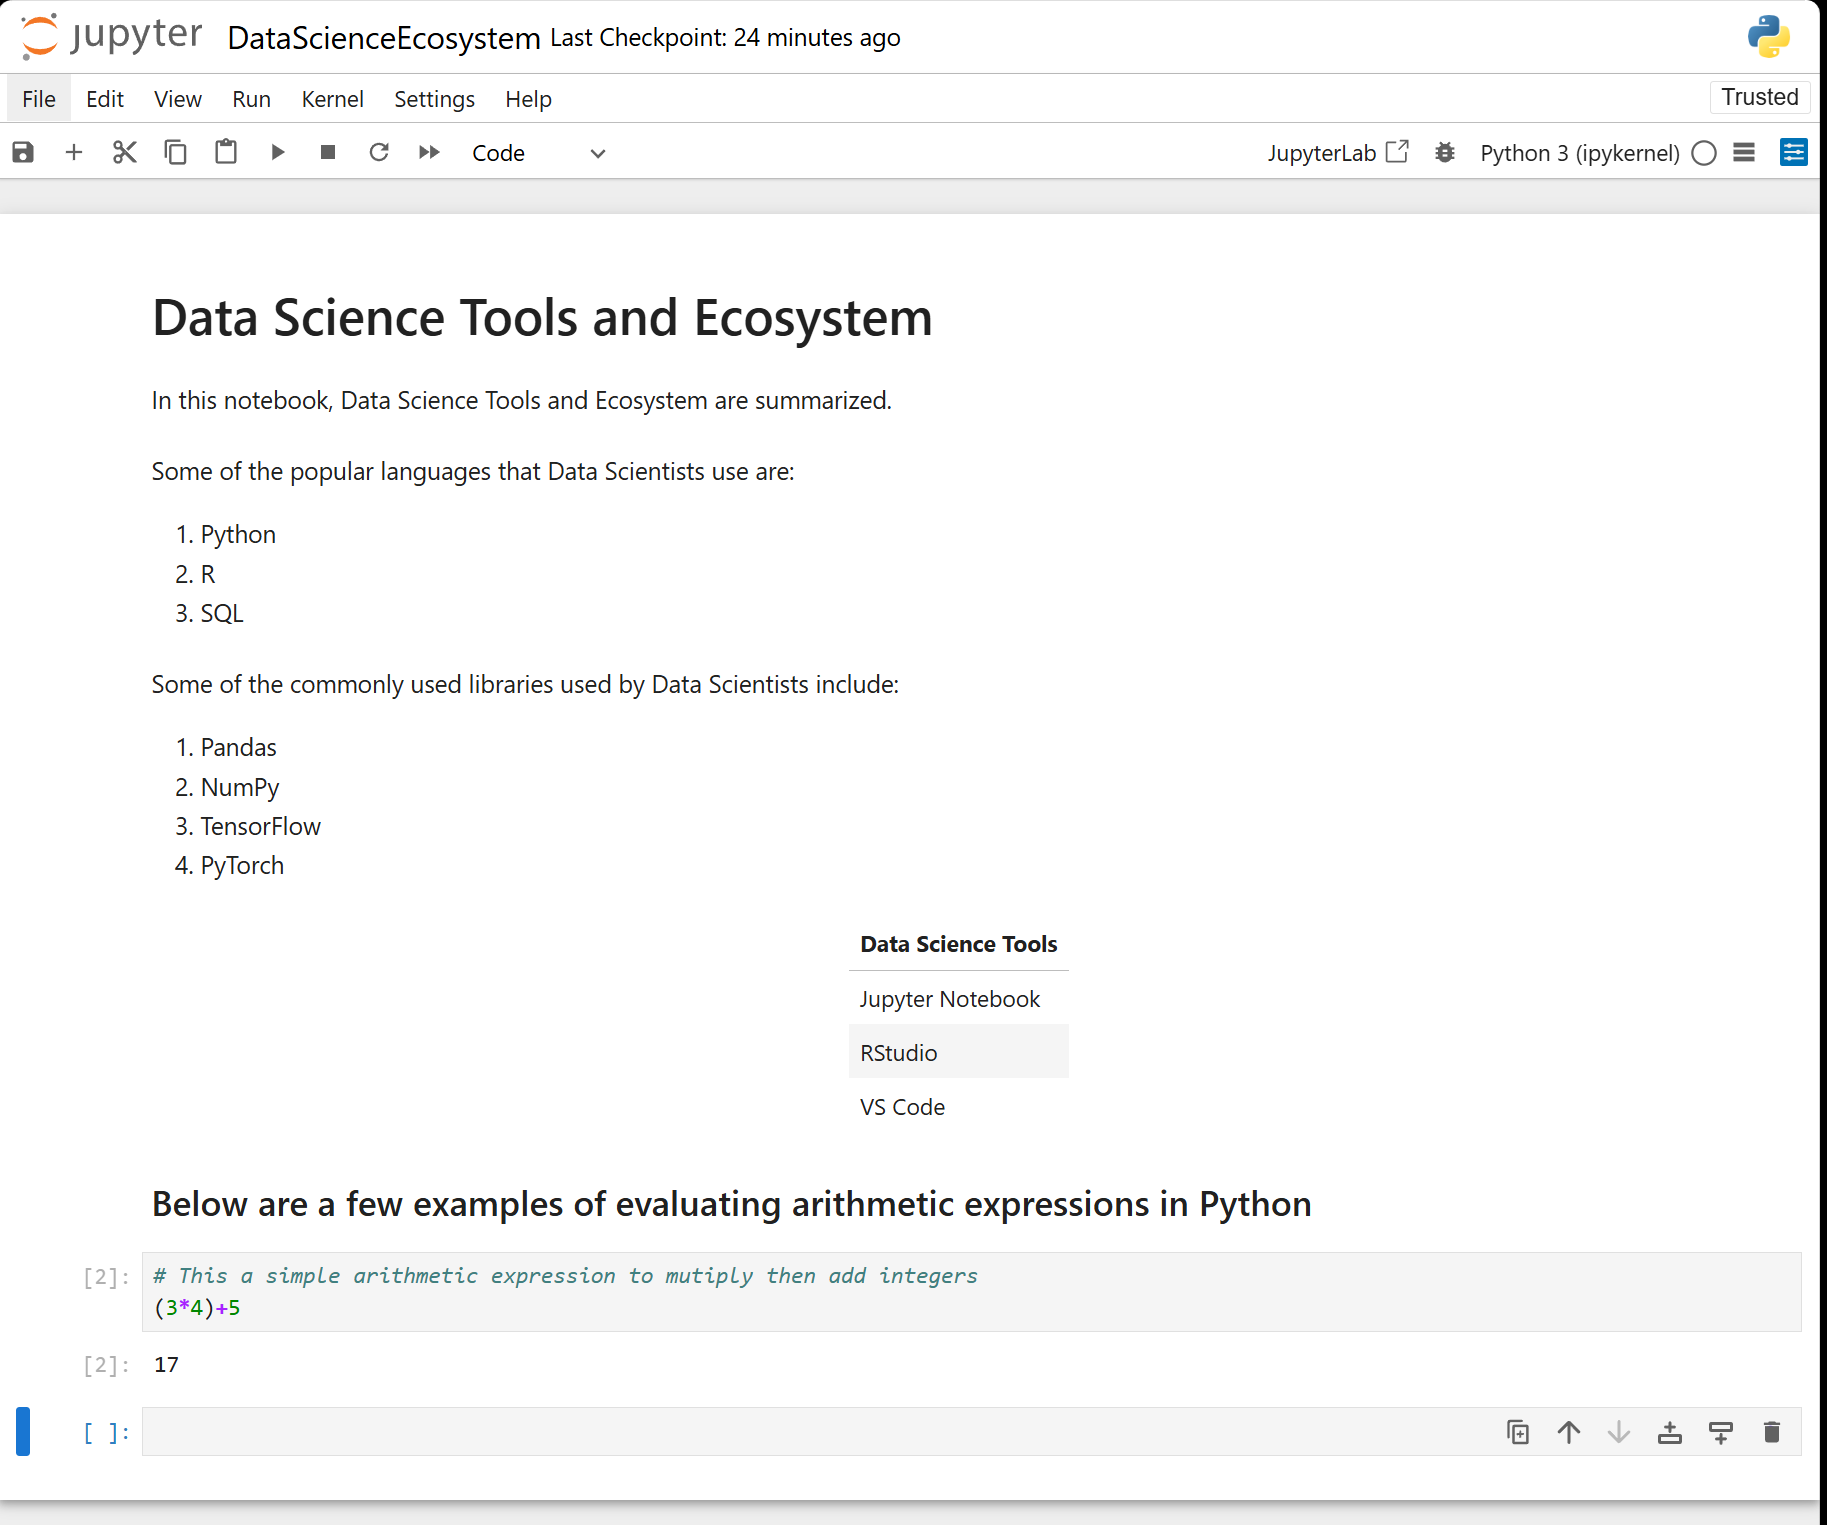 jupyter DataScienceEcosystem Last Checkpoint: 24 minutes ago
File Edit View Run Kernel Settings Help Trusted
Code JupyterLab Python 3 (ipykernel)
Data Science Tools and Ecosystem
In this notebook, Data Science Tools and Ecosystem are summarized.
Some of the popular languages that Data Scientists use are:
1. Python
2. R
3. SQL
Some of the commonly used libraries used by Data Scientists include:
1. Pandas
2. NumPy
3. TensorFlow
4. PyTorch
Data Science Tools
Jupyter Notebook
RStudio
VS Code
Below are a few examples of evaluating arithmetic expressions in Python
[2]: # This a simple arithmetic expression to mutiply then add integers
(3*4)+5
[2]: 17
[ ]: